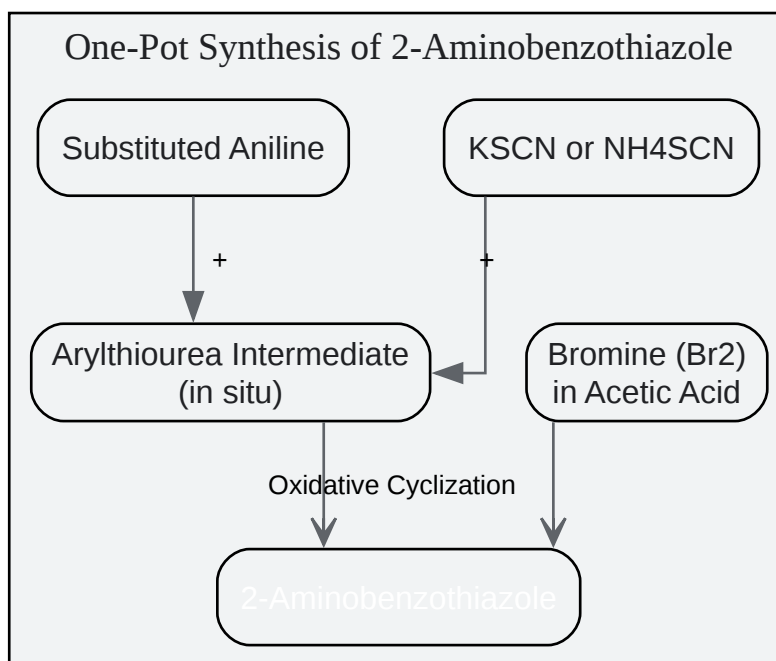 One-Pot Synthesis of 2-Aminobenzothiazole
Substituted Aniline
KSCN or NH4SCN
+
+
Arylthiourea Intermediate
(in situ)
Bromine (Br2)
in Acetic Acid
Oxidative Cyclization
2-Aminobenzothiazole